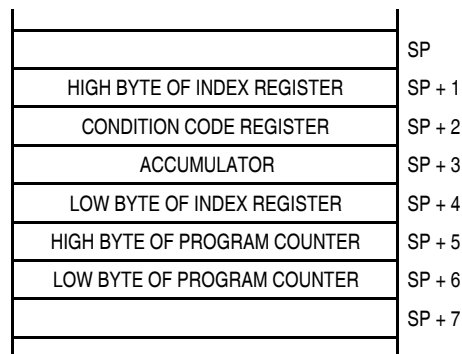 SP
HIGH BYTE OF INDEX REGISTER SP + 1
CONDITION CODE REGISTER SP + 2
ACCUMULATOR SP + 3
LOW BYTE OF INDEX REGISTER SP + 4
HIGH BYTE OF PROGRAM COUNTER SP + 5
LOW BYTE OF PROGRAM COUNTER SP + 6
SP + 7